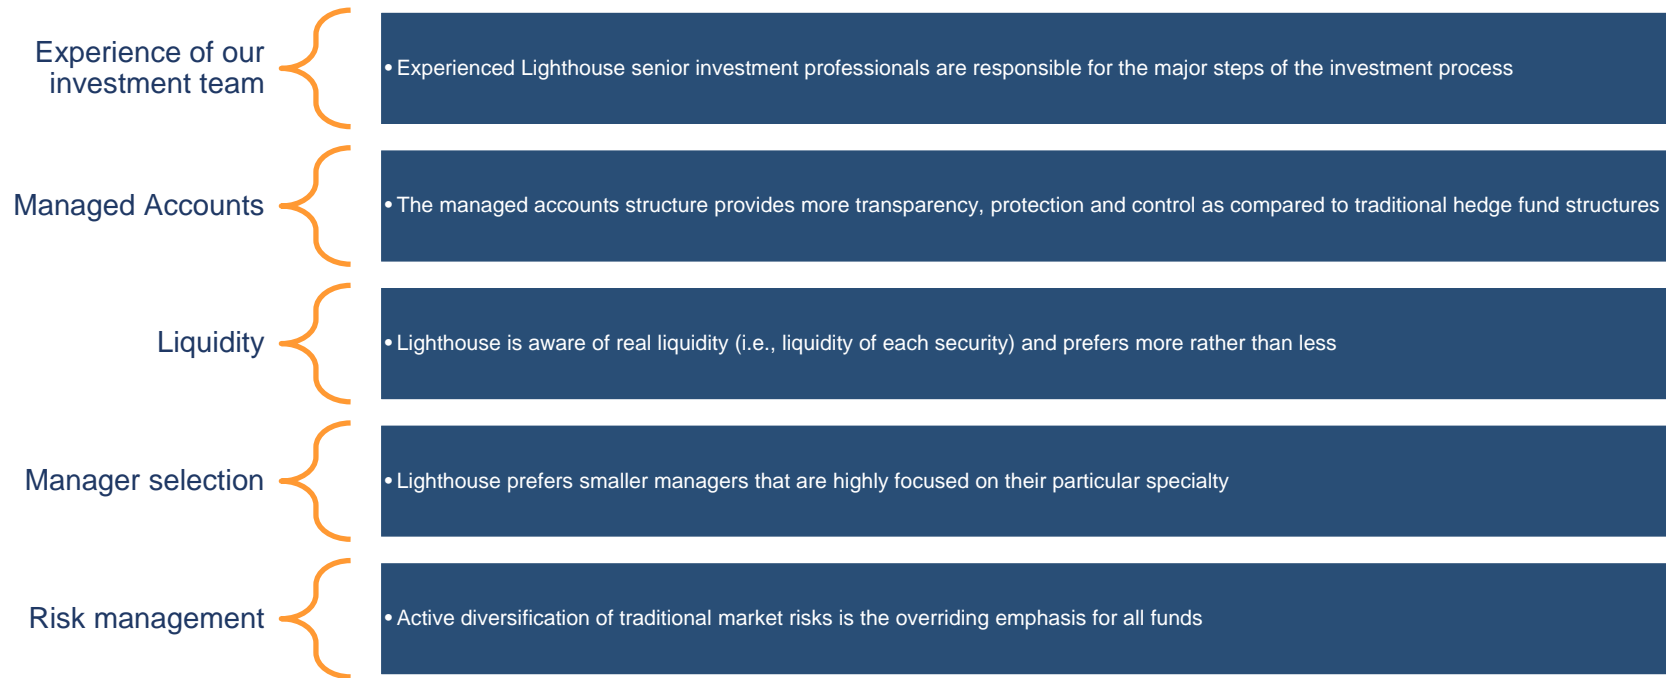 Experience of our
investment team
• Experienced Lighthouse senior investment professionals are responsible for the major steps of the investment process
Managed Accounts
• The managed accounts structure provides more transparency, protection and control as compared to traditional hedge fund structures
Liquidity
• Lighthouse is aware of real liquidity (i.e., liquidity of each security) and prefers more rather than less
Manager selection
• Lighthouse prefers smaller managers that are highly focused on their particular specialty
Risk management
• Active diversification of traditional market risks is the overriding emphasis for all funds